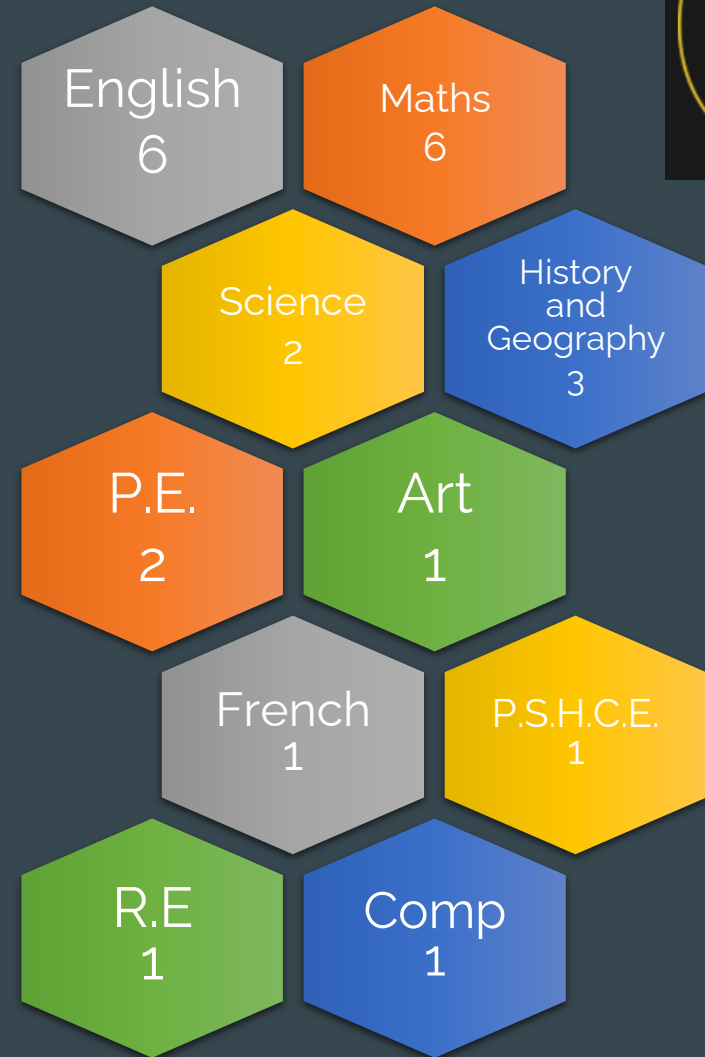 English
6
Maths
6
Science
2
History
and
Geography
3
P.E.
2
Art
1
French
1
P.S.H.C.E.
1
R.E
1
Comp
1